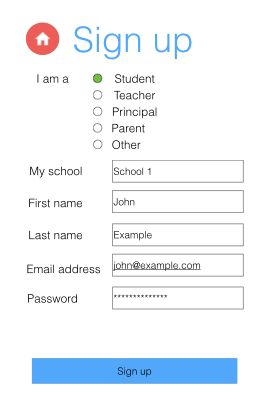 Sign up
I am a Student
Teacher
Principal
Parent
Other
My school School 1
First name John
Last name Example
Email address john@example.com
Password **************
Sign up